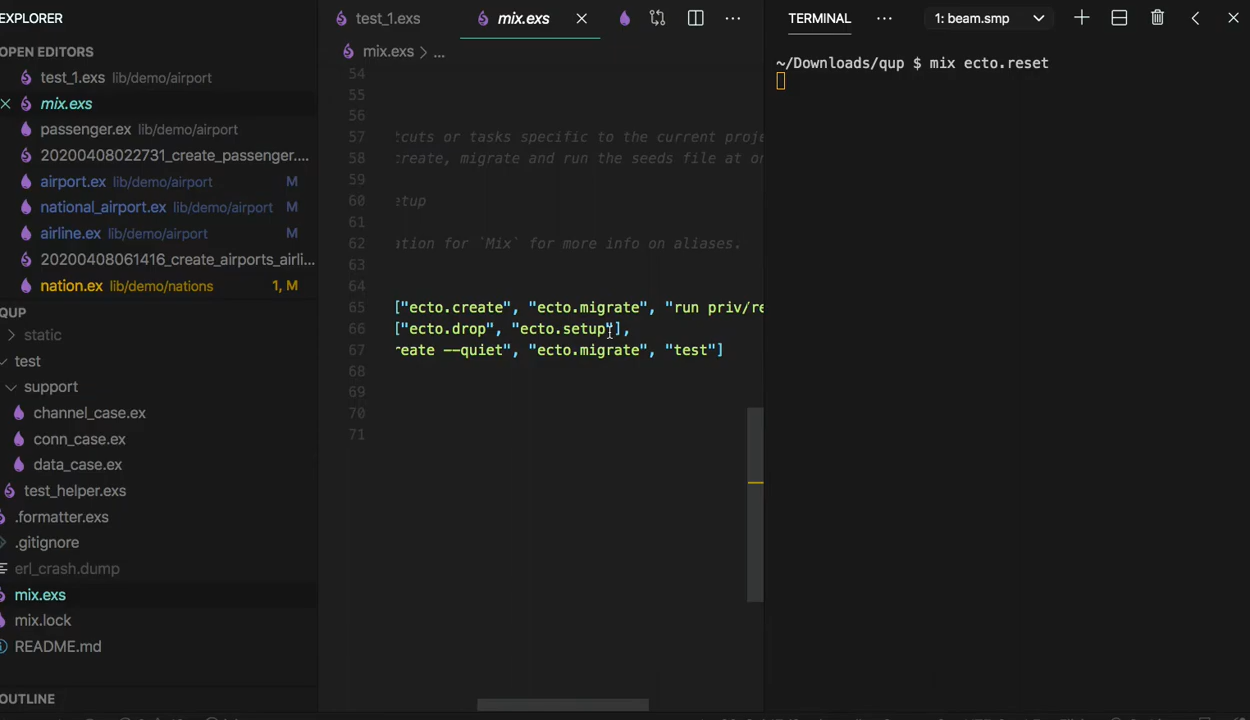 EXPLORER
OPEN EDITORS
test_1.exs lib/demo/airport
mix.exs
passenger.ex lib/demo/airport
20200408022731_create_passenger....
airport.ex lib/demo/airport M
national_airport.ex lib/demo/airport M
airline.ex lib/demo/airport M
20200408061416_create_airports_airli...
nation.ex lib/demo/nations 1, M
QUP
static
test
support
channel_case.ex
conn_case.ex
data_case.ex
test_helper.exs
.formatter.exs
.gitignore
erl_crash.dump
mix.exs
mix.lock
README.md
OUTLINE
test_1.exs mix.exs
mix.exs > ...
54
55
56
57 tcuts or tasks specific to the current proje
58 create, migrate and run the seeds file at on
59
60 etup
61
62 ation for `Mix` for more info on aliases.
63
64
65 ["ecto.create", "ecto.migrate", "run priv/re
66 ["ecto.drop", "ecto.setup"],
67 reate --quiet", "ecto.migrate", "test"]
68
69
70
71
TERMINAL ... 1: beam.smp
~/Downloads/qup $ mix ecto.reset